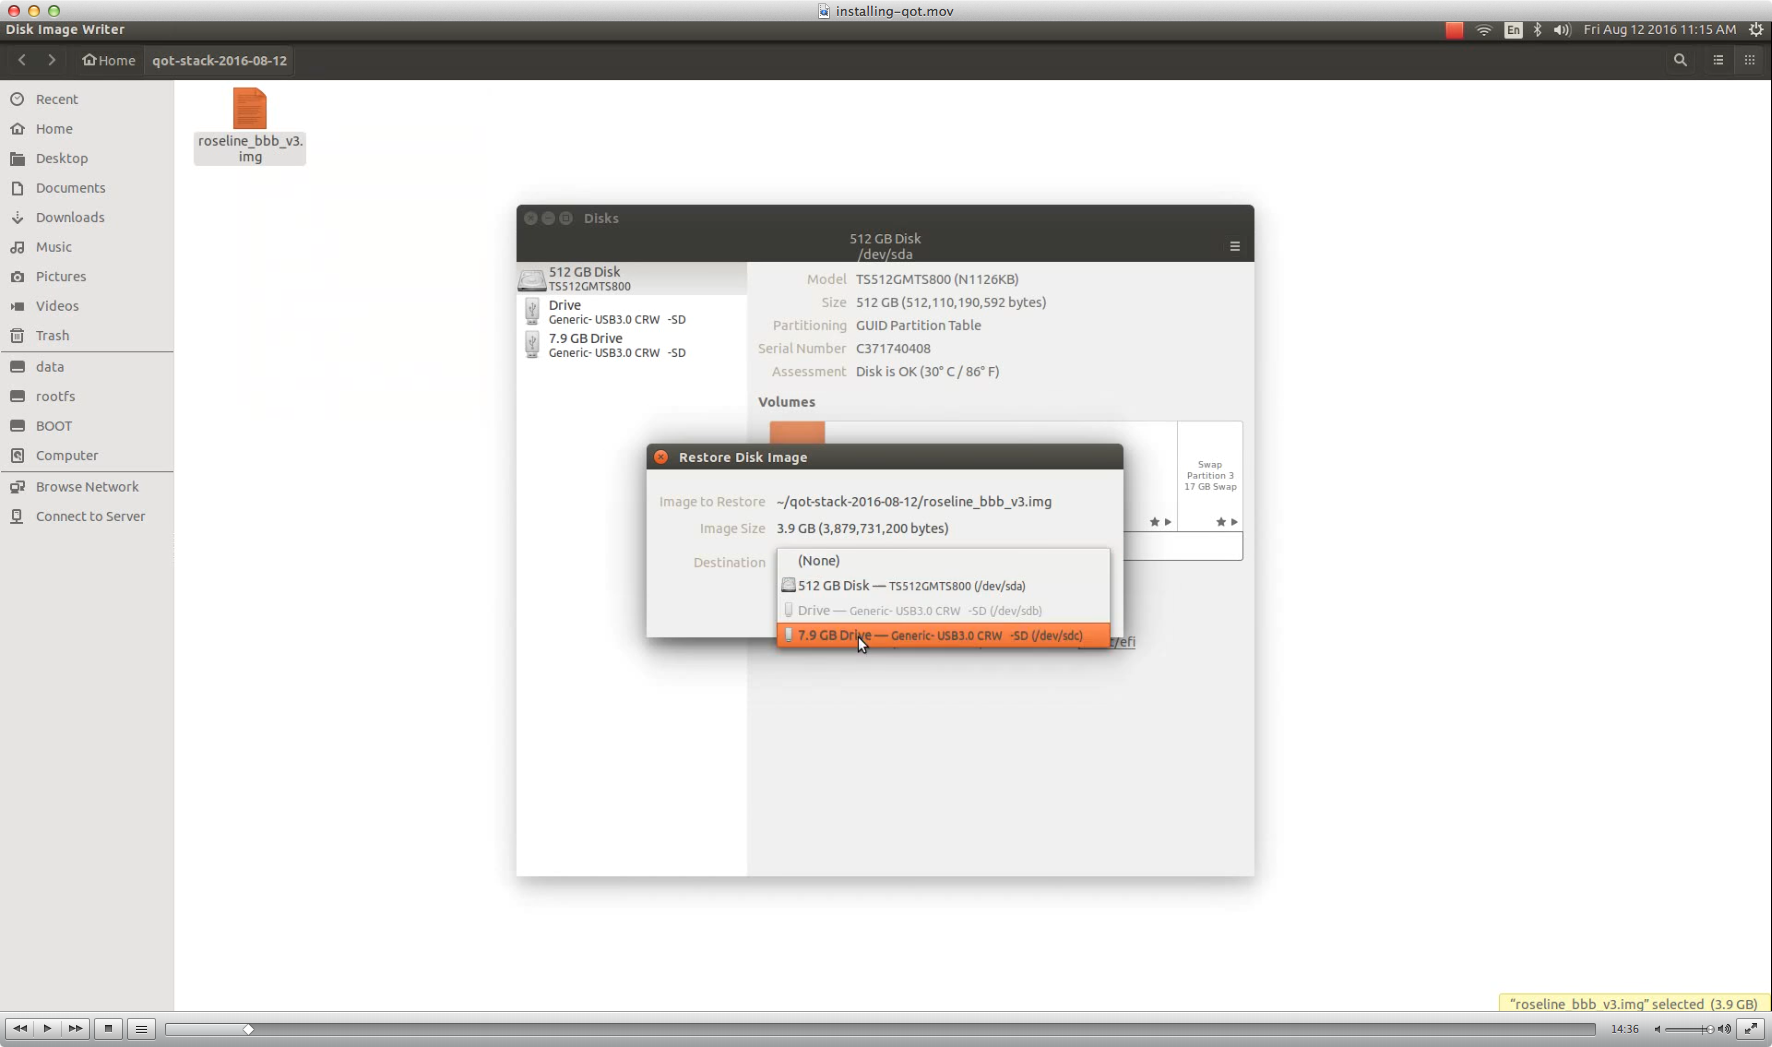 installing-qot.mov
Disk Image Writer
En
Fri Aug 12 2016 11:15 AM
Home
qot-stack-2016-08-12
Recent
Home
Desktop
Documents
Downloads
Music
Pictures
Videos
Trash
data
rootfs
BOOT
Computer
Browse Network
Connect to Server
roseline_bbb_v3.
img
Disks
512 GB Disk
/dev/sda
512 GB Disk
TS512GMTS800
Drive
Generic- USB3.0 CRW -SD
7.9 GB Drive
Generic- USB3.0 CRW -SD
Model TS512GMTS800 (N1126KB)
Size 512 GB (512,110,190,592 bytes)
Partitioning GUID Partition Table
Serial Number C371740408
Assessment Disk is OK (30° C / 86° F)
Volumes
Swap
Partition 3
17 GB Swap
Restore Disk Image
Image to Restore ~/qot-stack-2016-08-12/roseline_bbb_v3.img
Image Size 3.9 GB (3,879,731,200 bytes)
Destination
(None)
512 GB Disk — TS512GMTS800 (/dev/sda)
Drive — Generic- USB3.0 CRW -SD (/dev/sdb)
7.9 GB Drive — Generic- USB3.0 CRW -SD (/dev/sdc)
/efi
"roseline_bbb_v3.img" selected (3.9 GB)
14:36